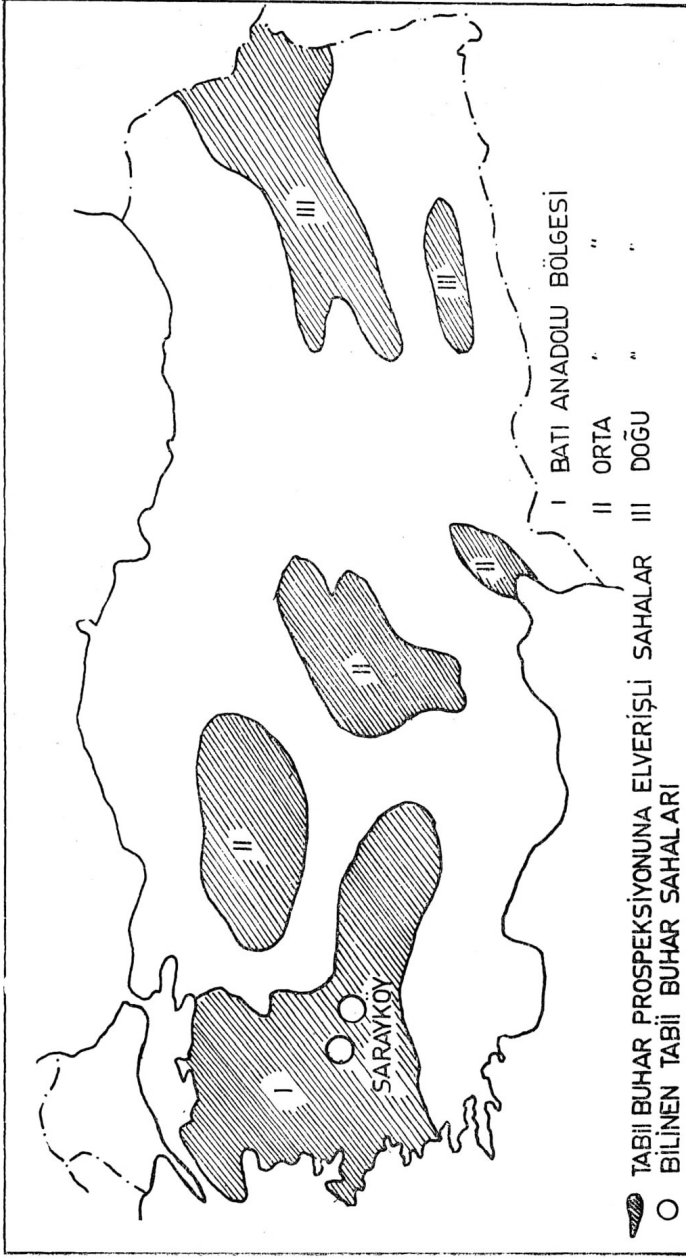 I
II
II
II
III
III
SARAYKÖY
I BATI ANADOLU BÖLGESİ
II ORTA " "
III DOĞU " "
TABİİ BUHAR PROSPEKSİYONUNA ELVERİŞLİ SAHALAR
BİLİNEN TABİİ BUHAR SAHALARI